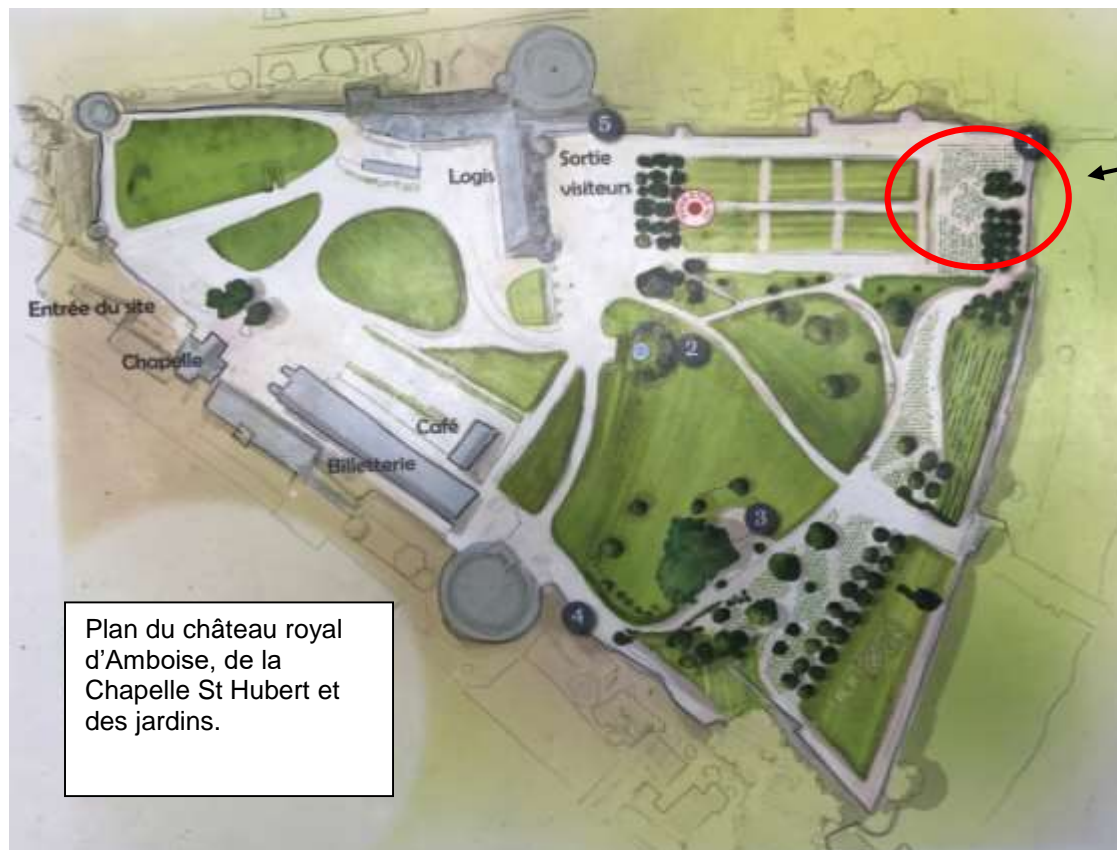 5
Sortie
visiteurs
Logis
Entrée du site
Chapelle
2
Café
Billetterie
3
4
Plan du château royal
d’Amboise, de la
Chapelle St Hubert et
des jardins.